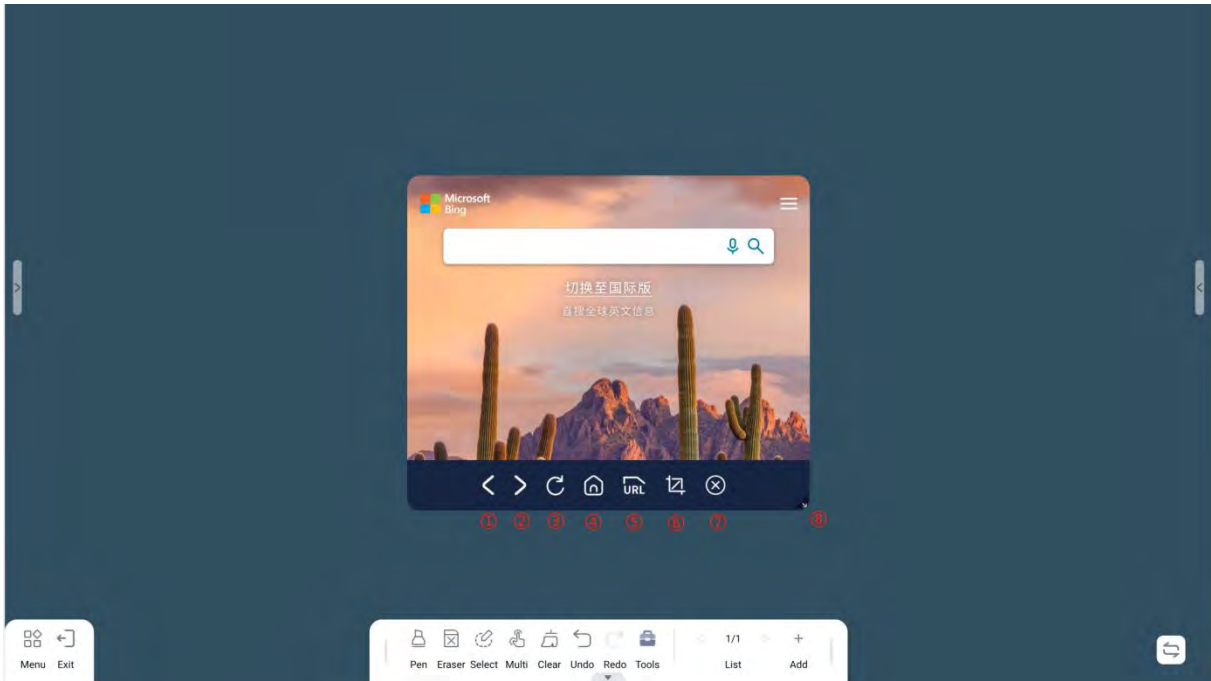 Microsoft
Bing
切换至国际版
直搜全球英文信息
URL
① ② ③ ④ ⑤ ⑥ ⑦ ⑧
Menu Exit
Pen Eraser Select Multi Clear Undo Redo Tools
1/1
List
Add